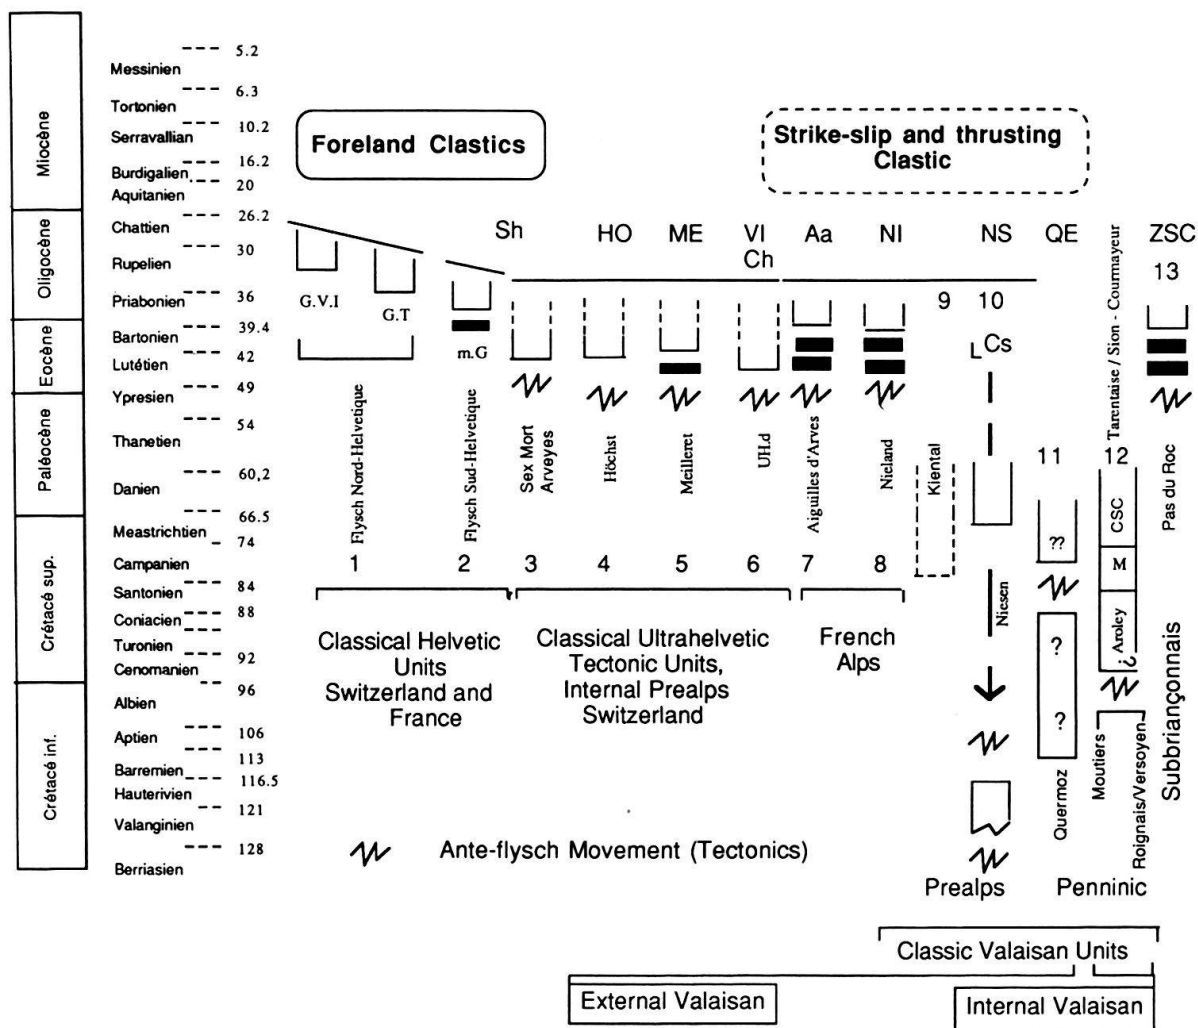 Miocène
Oligocène
Eocène
Paléocène
Crétacé sup.
Crétacé inf.
5.2
Messinien
6.3
Tortonien
10.2
Serravallian
16.2
Burdigalien
20
Aquitanien
26.2
Chattien
30
Rupelien
36
Priabonien
39.4
Bartonien
42
Lutétien
49
Ypresien
54
Thanetien
60,2
Danien
66.5
Meastrichtien
74
Campanien
84
Santonien
88
Coniacien
Turonien
92
Cenomanien
96
Albien
106
Aptien
113
Barremien
116.5
Hauterivien
121
Valanginien
128
Berriasien
Foreland Clastics
Strike-slip and thrusting
Clastic
Sh
HO
ME
VI
Ch
Aa
NI
NS
QE
Tarentaise / Sion - Courmayeur
ZSC
G.V.I
G.T
m.G
9
10
13
Cs
Flysch Nord-Helvetique
Flysch Sud-Helvetique
Sex Mort
Arveyes
Höchst
Meilleret
UH.d
Aiguilles d'Arves
Nieland
Kiental
11
12
Pas du Roc
CSC
M
Aroley
?
??
?
?
Niesen
1
2
3
4
5
6
7
8
Classical Helvetic
Units
Switzerland and
France
Classical Ultrahelvetic
Tectonic Units,
Internal Prealps
Switzerland
French
Alps
Quermoz
Moutiers
Roignais/Versoyen
Subbriançonnais
Ante-flysch Movement (Tectonics)
Prealps
Penninic
Classic Valaisan Units
External Valaisan
Internal Valaisan